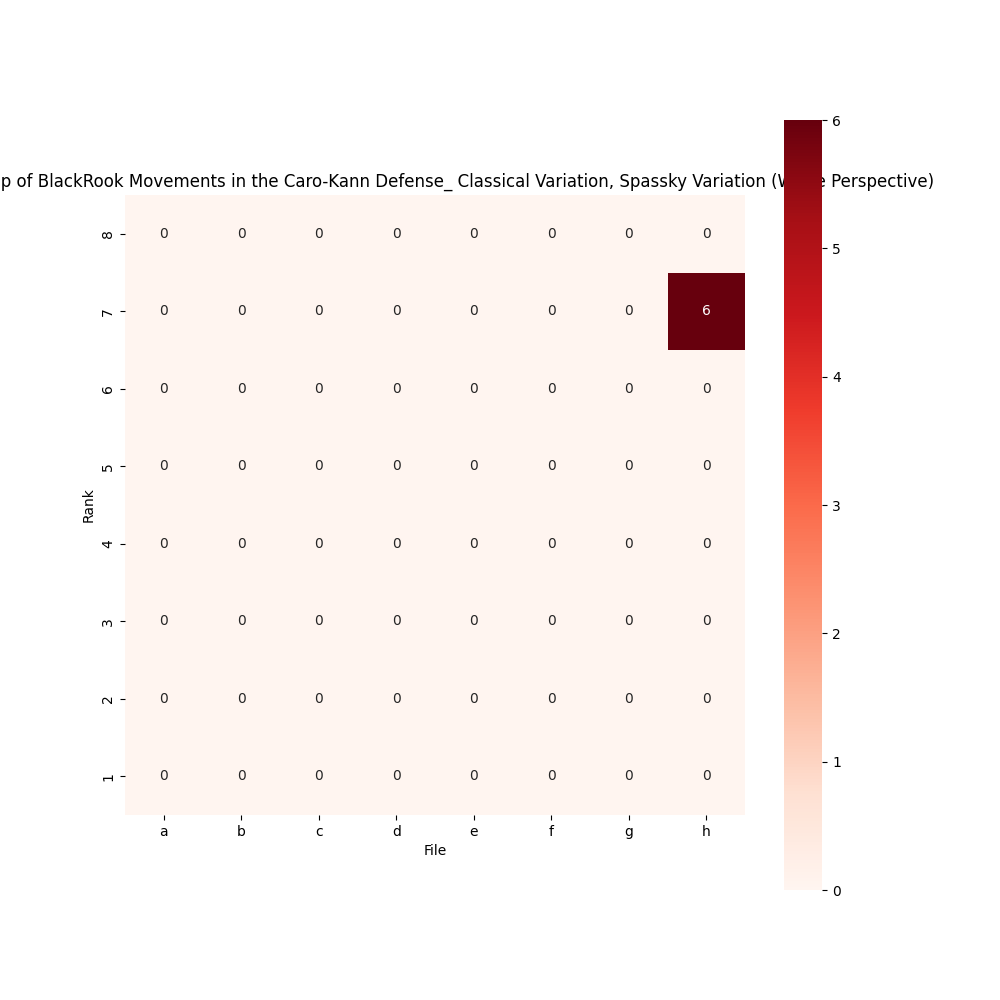 p of BlackRook Movements in the Caro-Kann Defense_ Classical Variation, Spassky Variation (W e Perspective)
6
5
4
3
2
1
0
Rank
8 0 0 0 0 0 0 0 0
7 0 0 0 0 0 0 0 6
6 0 0 0 0 0 0 0 0
5 0 0 0 0 0 0 0 0
4 0 0 0 0 0 0 0 0
3 0 0 0 0 0 0 0 0
2 0 0 0 0 0 0 0 0
1 0 0 0 0 0 0 0 0
a b c d e f g h
File